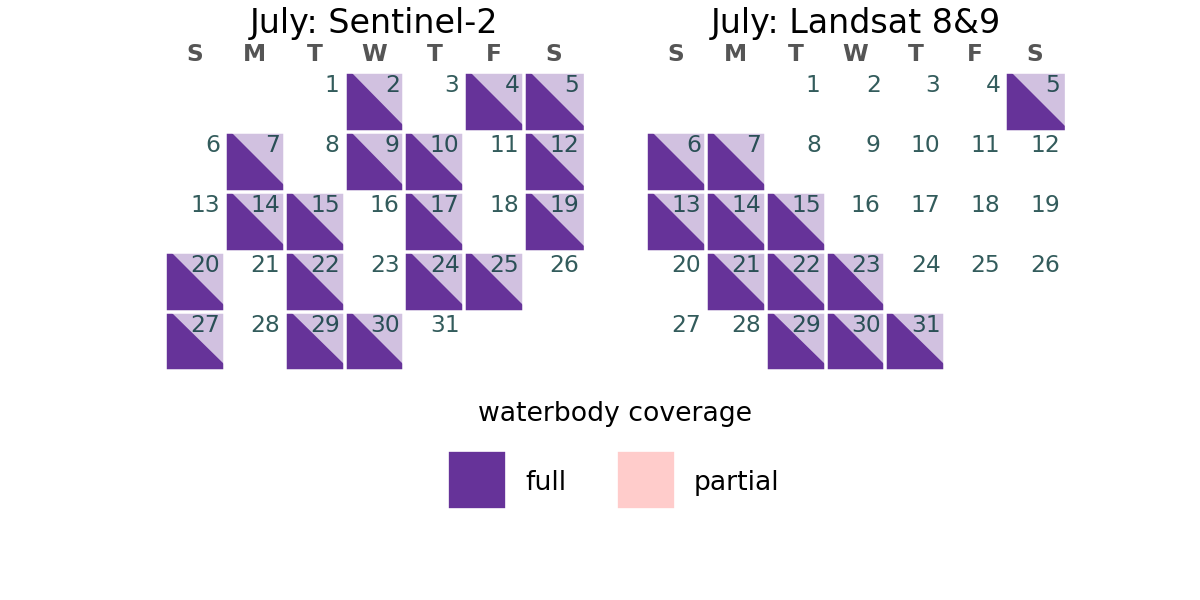 July: Sentinel-2
S M T W T F S
1 2 3 4 5
6 7 8 9 10 11 12
13 14 15 16 17 18 19
20 21 22 23 24 25 26
27 28 29 30 31
July: Landsat 8&9
S M T W T F S
1 2 3 4 5
6 7 8 9 10 11 12
13 14 15 16 17 18 19
20 21 22 23 24 25 26
27 28 29 30 31
waterbody coverage
full partial